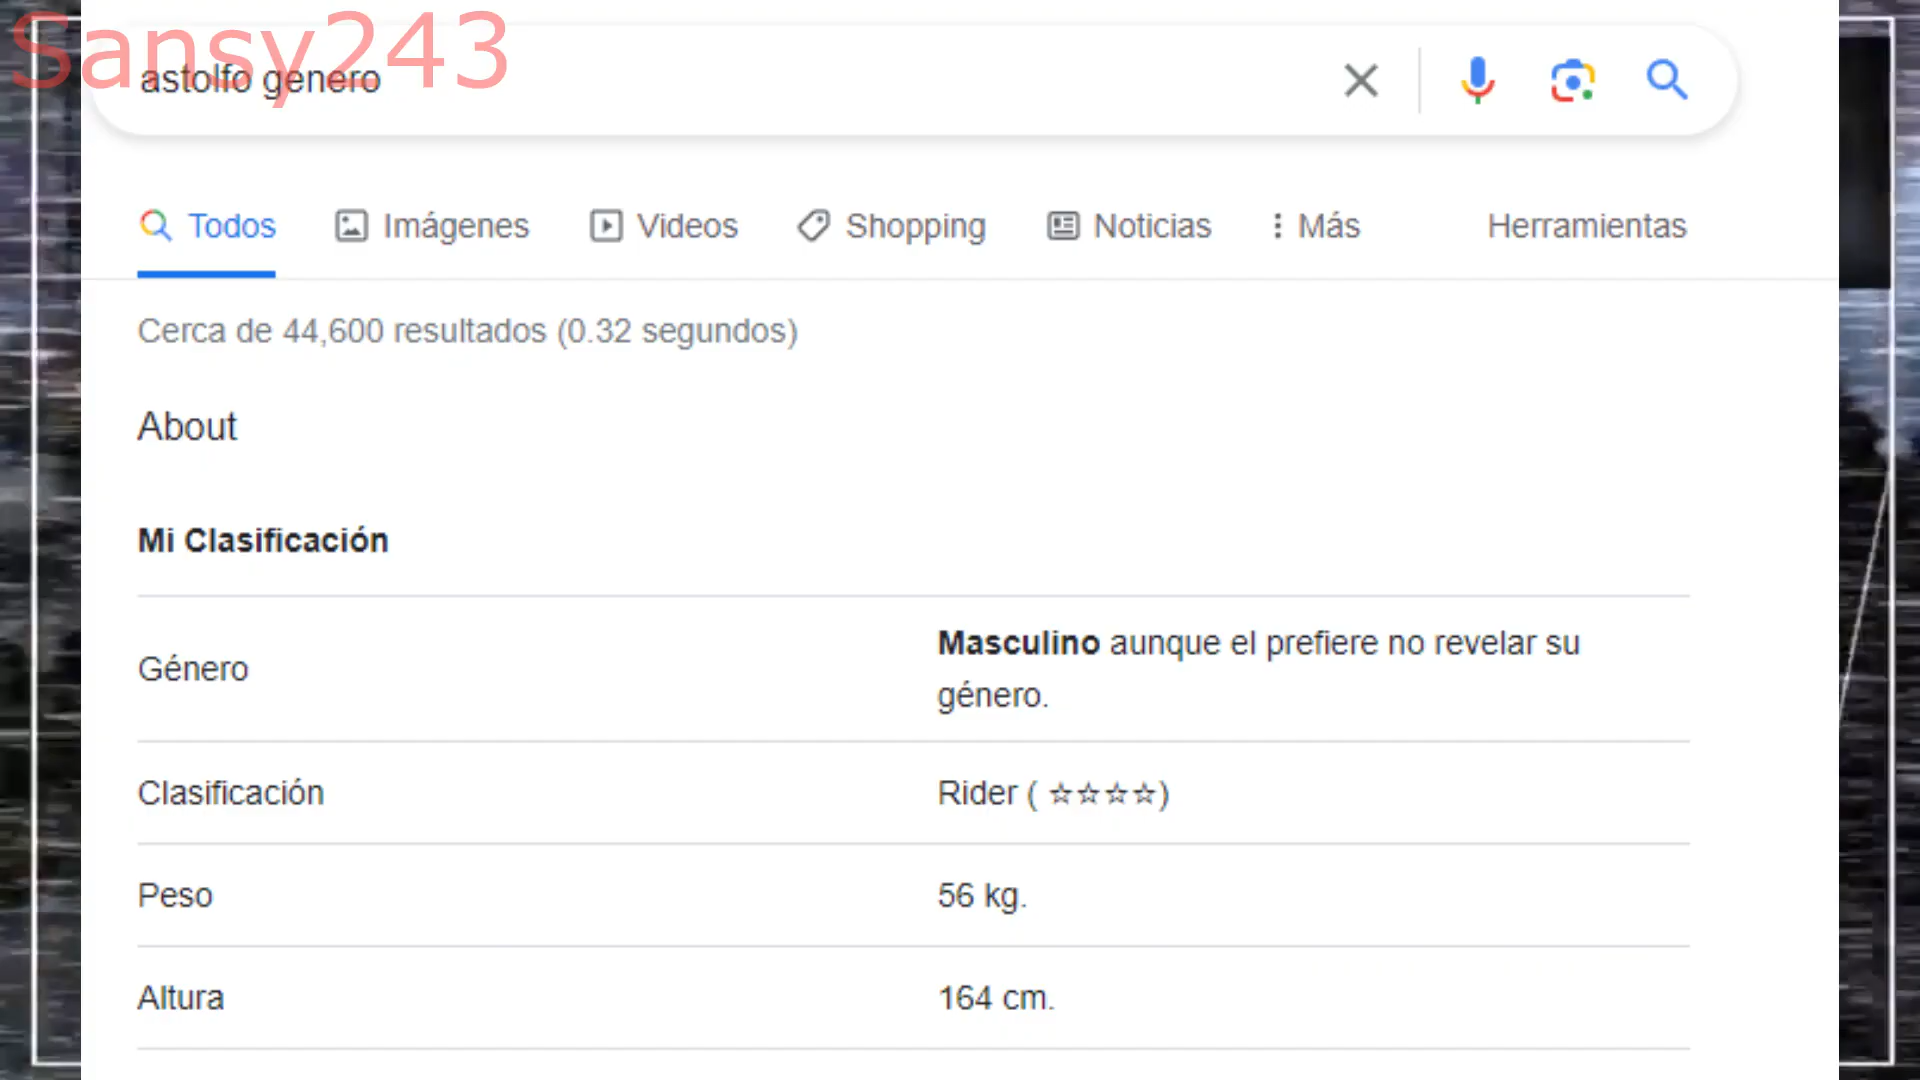 Sansy243
astolfo genero
Todos Imágenes Videos Shopping Noticias Más Herramientas
Cerca de 44,600 resultados (0.32 segundos)
About
Mi Clasificación
Género
Masculino aunque el prefiere no revelar su
género.
Clasificación Rider ( ☆☆☆☆)
Peso 56 kg.
Altura 164 cm.